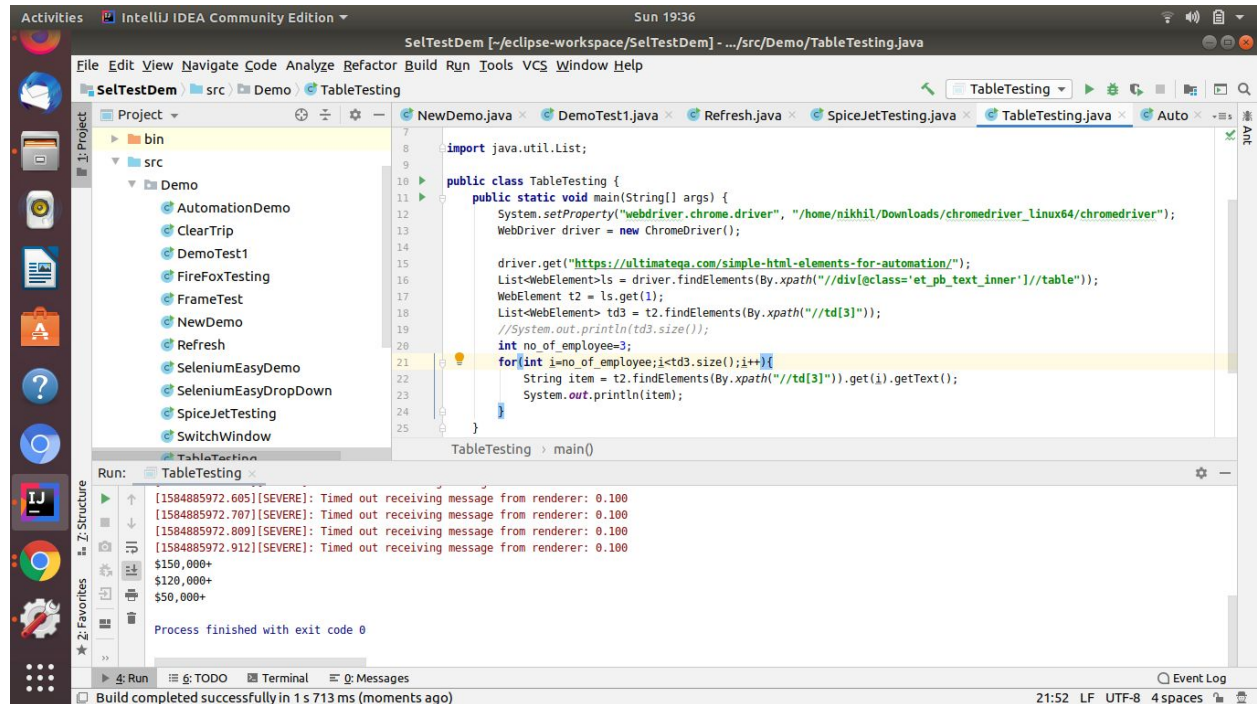 Activities IntelliJ IDEA Community Edition Sun 19:36
SelTestDem [~/eclipse-workspace/SelTestDem] - .../src/Demo/TableTesting.java
File Edit View Navigate Code Analyze Refactor Build Run Tools VCS Window Help
SelTestDem src Demo TableTesting TableTesting
1: Project
Project
bin
src
Demo
AutomationDemo
ClearTrip
DemoTest1
FireFoxTesting
FrameTest
NewDemo
Refresh
SeleniumEasyDemo
SeleniumEasyDropDown
SpiceJetTesting
SwitchWindow
TableTesting
NewDemo.java DemoTest1.java Refresh.java SpiceJetTesting.java TableTesting.java Auto
Ant
7
8 import java.util.List;
9
10 public class TableTesting {
11 public static void main(String[] args) {
12 System.setProperty("webdriver.chrome.driver", "/home/nikhil/Downloads/chromedriver_linux64/chromedriver");
13 WebDriver driver = new ChromeDriver();
14
15 driver.get("https://ultimateqa.com/simple-html-elements-for-automation/");
16 List<WebElement>ls = driver.findElements(By.xpath("//div[@class='et_pb_text_inner']//table"));
17 WebElement t2 = ls.get(1);
18 List<WebElement> td3 = t2.findElements(By.xpath("//td[3]"));
19 //System.out.println(td3.size());
20 int no_of_employee=3;
21 for(int i=no_of_employee;i<td3.size();i++){
22 String item = t2.findElements(By.xpath("//td[3]")).get(i).getText();
23 System.out.println(item);
24 }
25 }
TableTesting › main()
Run: TableTesting
Z: Structure
2: Favorites
[1584885972.605][SEVERE]: Timed out receiving message from renderer: 0.100
[1584885972.707][SEVERE]: Timed out receiving message from renderer: 0.100
[1584885972.809][SEVERE]: Timed out receiving message from renderer: 0.100
[1584885972.912][SEVERE]: Timed out receiving message from renderer: 0.100
$150,000+
$120,000+
$50,000+
Process finished with exit code 0
4: Run 6: TODO Terminal 0: Messages Event Log
Build completed successfully in 1 s 713 ms (moments ago) 21:52 LF UTF-8 4 spaces